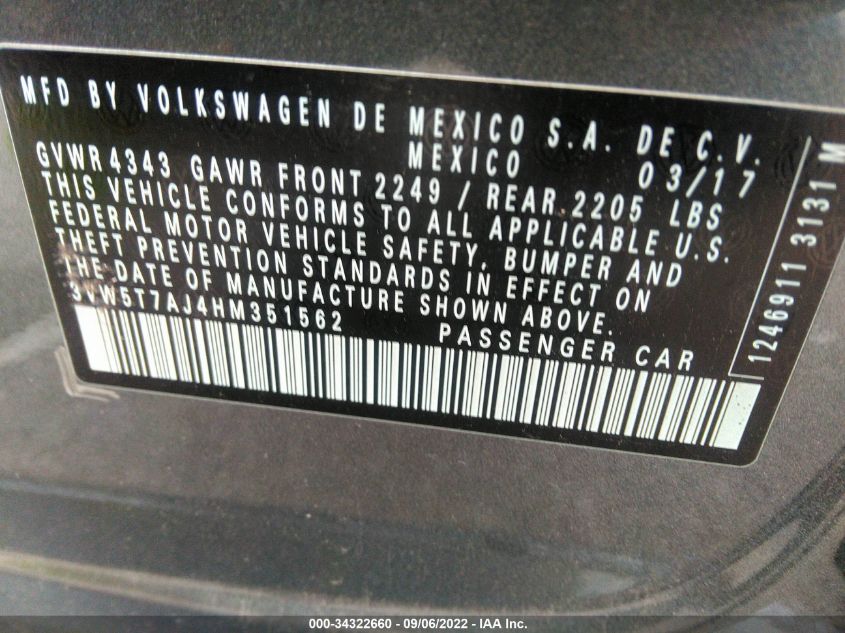 MFD BY VOLKSWAGEN DE MEXICO S.A. DE C.V.
MEXICO 03/17
GVWR 4343 GAWR FRONT 2249 / REAR 2205 LBS
THIS VEHICLE CONFORMS TO ALL APPLICABLE U.S.
FEDERAL MOTOR VEHICLE SAFETY, BUMPER AND
THEFT PREVENTION STANDARDS IN EFFECT ON
THE DATE OF MANUFACTURE SHOWN ABOVE.
3VW5T7AJ4HM351562 PASSENGER CAR
1246911 3131 M
000-34322660 - 09/06/2022 - IAA Inc.